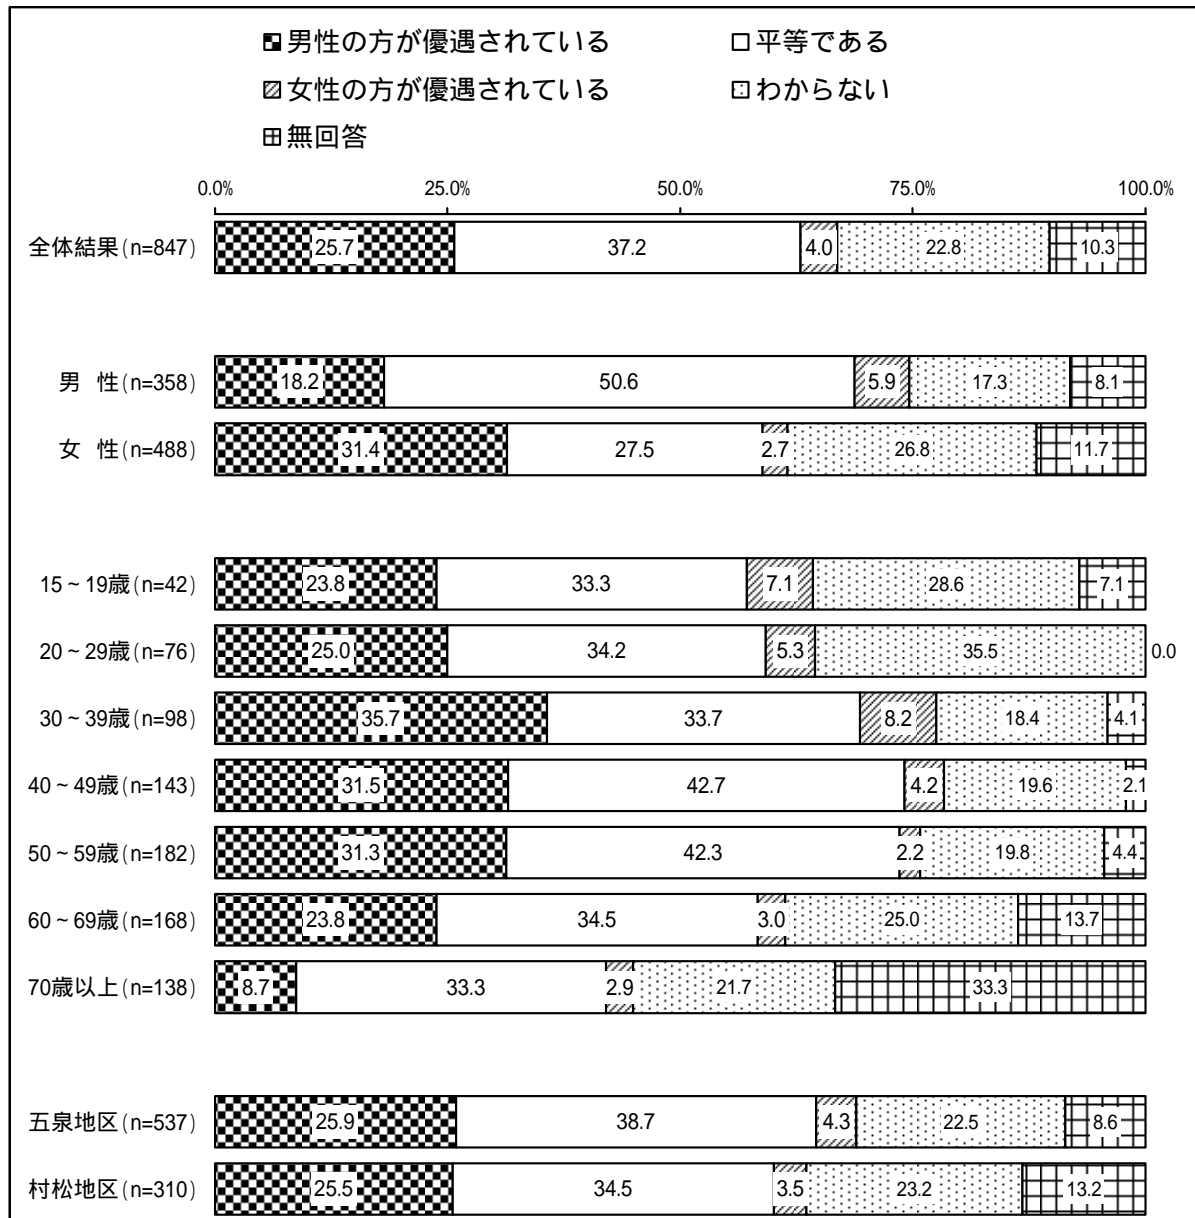 男性の方が優遇されている 平等である
女性の方が優遇されている わからない
無回答
0.0% 25.0% 50.0% 75.0% 100.0%
全体結果(n=847) 25.7 37.2 4.0 22.8 10.3
男 性(n=358) 18.2 50.6 5.9 17.3 8.1
女 性(n=488) 31.4 27.5 2.7 26.8 11.7
15~19歳(n=42) 23.8 33.3 7.1 28.6 7.1
20~29歳(n=76) 25.0 34.2 5.3 35.5 0.0
30~39歳(n=98) 35.7 33.7 8.2 18.4 4.1
40~49歳(n=143) 31.5 42.7 4.2 19.6 2.1
50~59歳(n=182) 31.3 42.3 2.2 19.8 4.4
60~69歳(n=168) 23.8 34.5 3.0 25.0 13.7
70歳以上(n=138) 8.7 33.3 2.9 21.7 33.3
五泉地区(n=537) 25.9 38.7 4.3 22.5 8.6
村松地区(n=310) 25.5 34.5 3.5 23.2 13.2